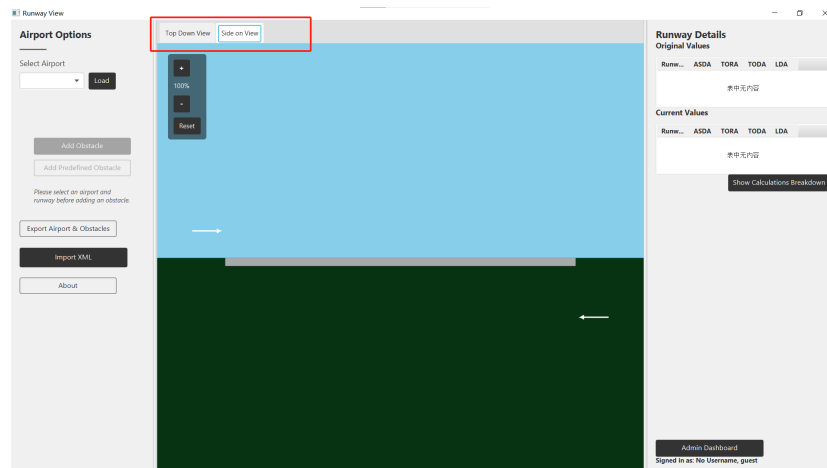 Runway View
Airport Options
Select Airport
Load
Add Obstacle
Add Predefined Obstacle
Please select an airport and
runway before adding an obstacle.
Export Airport & Obstacles
Import XML
About
Top Down View
Side on View
+
100%
-
Reset
Runway Details
Original Values
Runw... ASDA TORA TODA LDA
表中无内容
Current Values
Runw... ASDA TORA TODA LDA
表中无内容
Show Calculations Breakdown
Admin Dashboard
Signed in as: No Username, guest